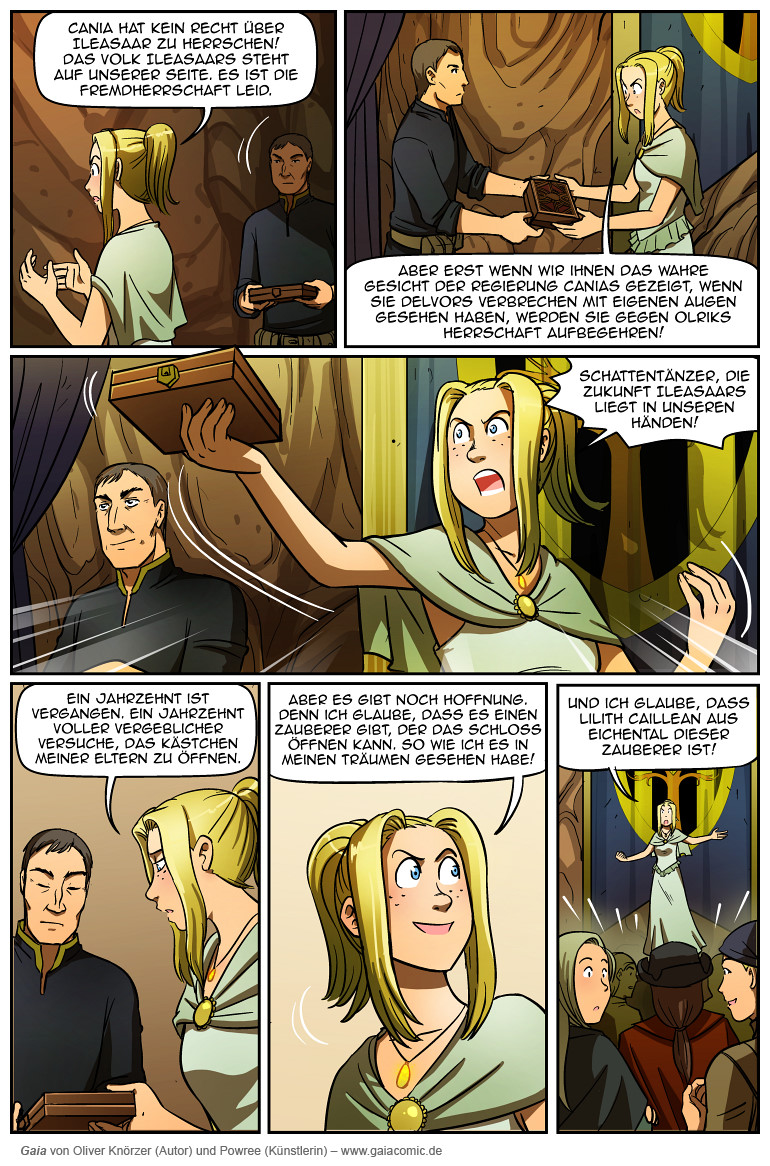 CANIA HAT KEIN RECHT ÜBER
ILEASAAR ZU HERRSCHEN!
DAS VOLK ILEASAARS STEHT
AUF UNSERER SEITE. ES IST DIE
FREMDHERRSCHAFT LEID.
ABER ERST WENN WIR IHNEN DAS WAHRE
GESICHT DER REGIERUNG CANIAS GEZEIGT, WENN
SIE DELVORS VERBRECHEN MIT EIGENEN AUGEN
GESEHEN HABEN, WERDEN SIE GEGEN OLRIKS
HERRSCHAFT AUFBEGEHREN!
SCHATTENTÄNZER, DIE
ZUKUNFT ILEASAARS
LIEGT IN UNSEREN
HÄNDEN!
EIN JAHRZEHNT IST
VERGANGEN. EIN JAHRZEHNT
VOLLER VERGEBLICHER
VERSUCHE, DAS KÄSTCHEN
MEINER ELTERN ZU ÖFFNEN.
ABER ES GIBT NOCH HOFFNUNG.
DENN ICH GLAUBE, DASS ES EINEN
ZAUBERER GIBT, DER DAS SCHLOSS
ÖFFNEN KANN. SO WIE ICH ES IN
MEINEN TRÄUMEN GESEHEN HABE!
UND ICH GLAUBE, DASS
LILITH CAILLEAN AUS
EICHENTAL DIESER
ZAUBERER IST!
Gaia von Oliver Knörzer (Autor) und Powree (Künstlerin) – www.gaiacomic.de